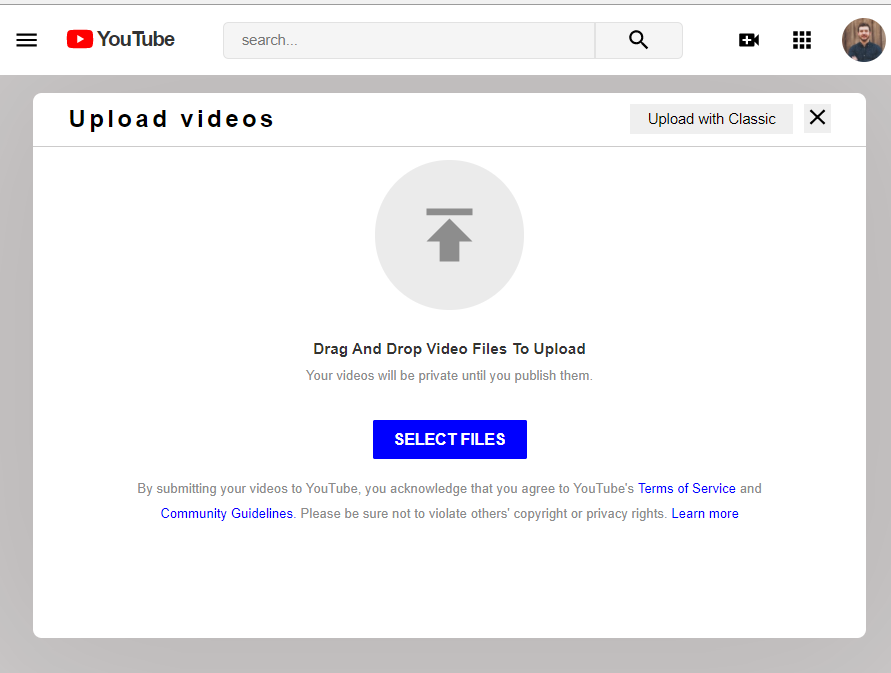 YouTube
search...
Upload videos
Upload with Classic
Drag And Drop Video Files To Upload
Your videos will be private until you publish them.
SELECT FILES
By submitting your videos to YouTube, you acknowledge that you agree to YouTube's Terms of Service and
Community Guidelines. Please be sure not to violate others' copyright or privacy rights. Learn more